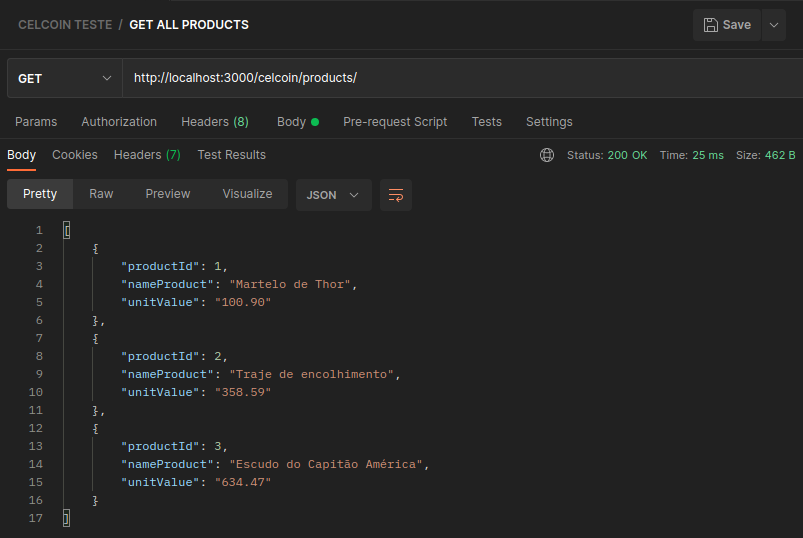 CELCOIN TESTE / GET ALL PRODUCTS Save
GET http://localhost:3000/celcoin/products/
Params Authorization Headers (8) Body Pre-request Script Tests Settings
Body Cookies Headers (7) Test Results Status: 200 OK Time: 25 ms Size: 462 B
Pretty Raw Preview Visualize JSON
1 [
2 {
3 "productId": 1,
4 "nameProduct": "Martelo de Thor",
5 "unitValue": "100.90"
6 },
7 {
8 "productId": 2,
9 "nameProduct": "Traje de encolhimento",
10 "unitValue": "358.59"
11 },
12 {
13 "productId": 3,
14 "nameProduct": "Escudo do Capitão América",
15 "unitValue": "634.47"
16 }
17 ]